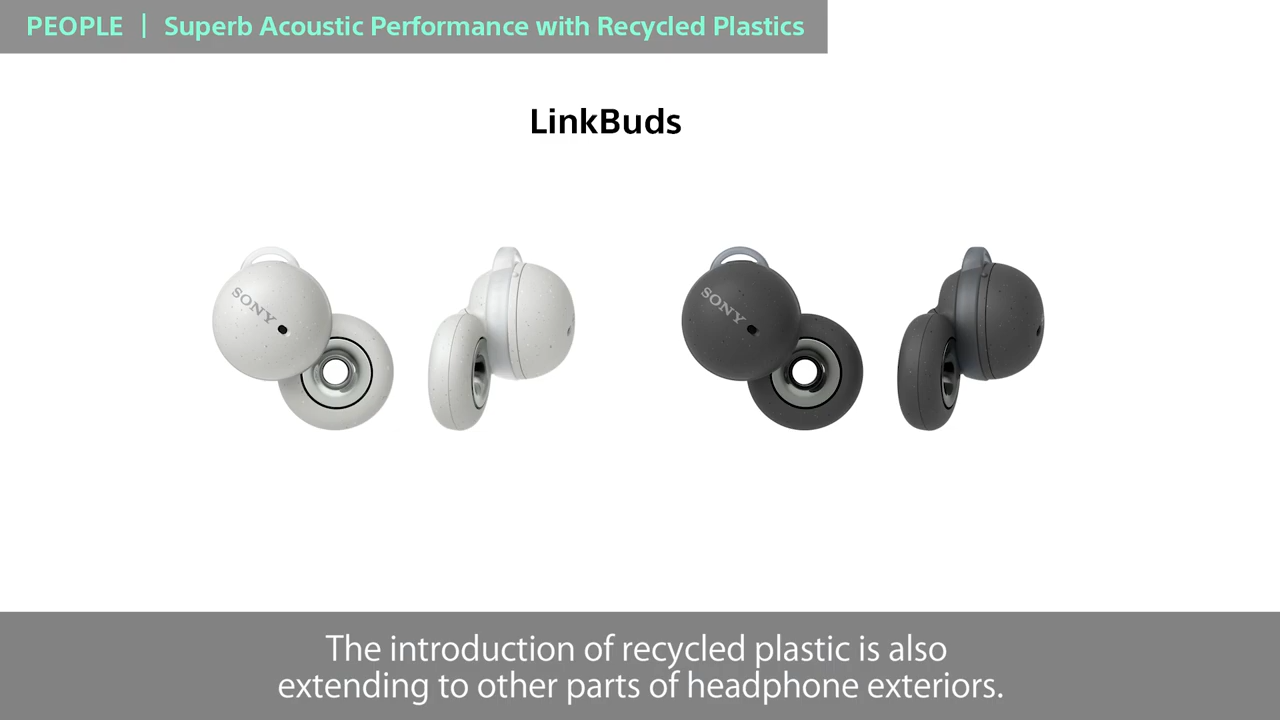 PEOPLE | Superb Acoustic Performance with Recycled Plastics
LinkBuds
SONY
SONY
The introduction of recycled plastic is also
extending to other parts of headphone exteriors.